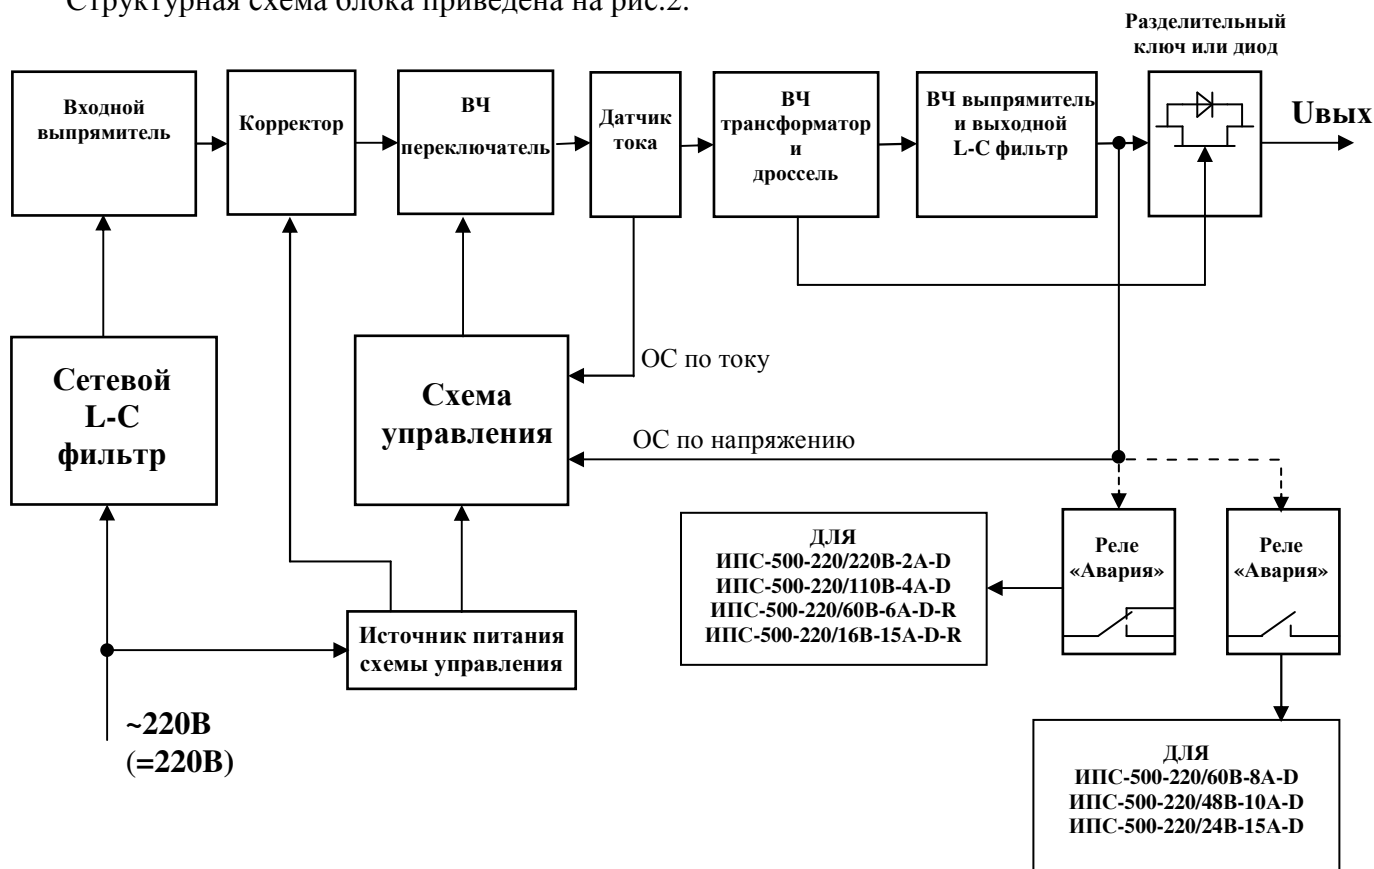 Структурная схема блока приведена на рис.2.
Разделительный
ключ или диод
Входной
выпрямитель
Корректор
ВЧ
переключатель
Датчик
тока
ВЧ
трансформатор
и
дроссель
ВЧ выпрямитель
и выходной
L-C фильтр
Uвых
Сетевой
L-C
фильтр
Схема
управления
ОС по току
ОС по напряжению
ДЛЯ
ИПС-500-220/220В-2А-D
ИПС-500-220/110В-4А-D
ИПС-500-220/60В-6А-D-R
ИПС-500-220/16В-15А-D-R
Реле
«Авария»
Реле
«Авария»
Источник питания
схемы управления
~220В
(=220В)
ДЛЯ
ИПС-500-220/60В-8А-D
ИПС-500-220/48В-10А-D
ИПС-500-220/24В-15А-D